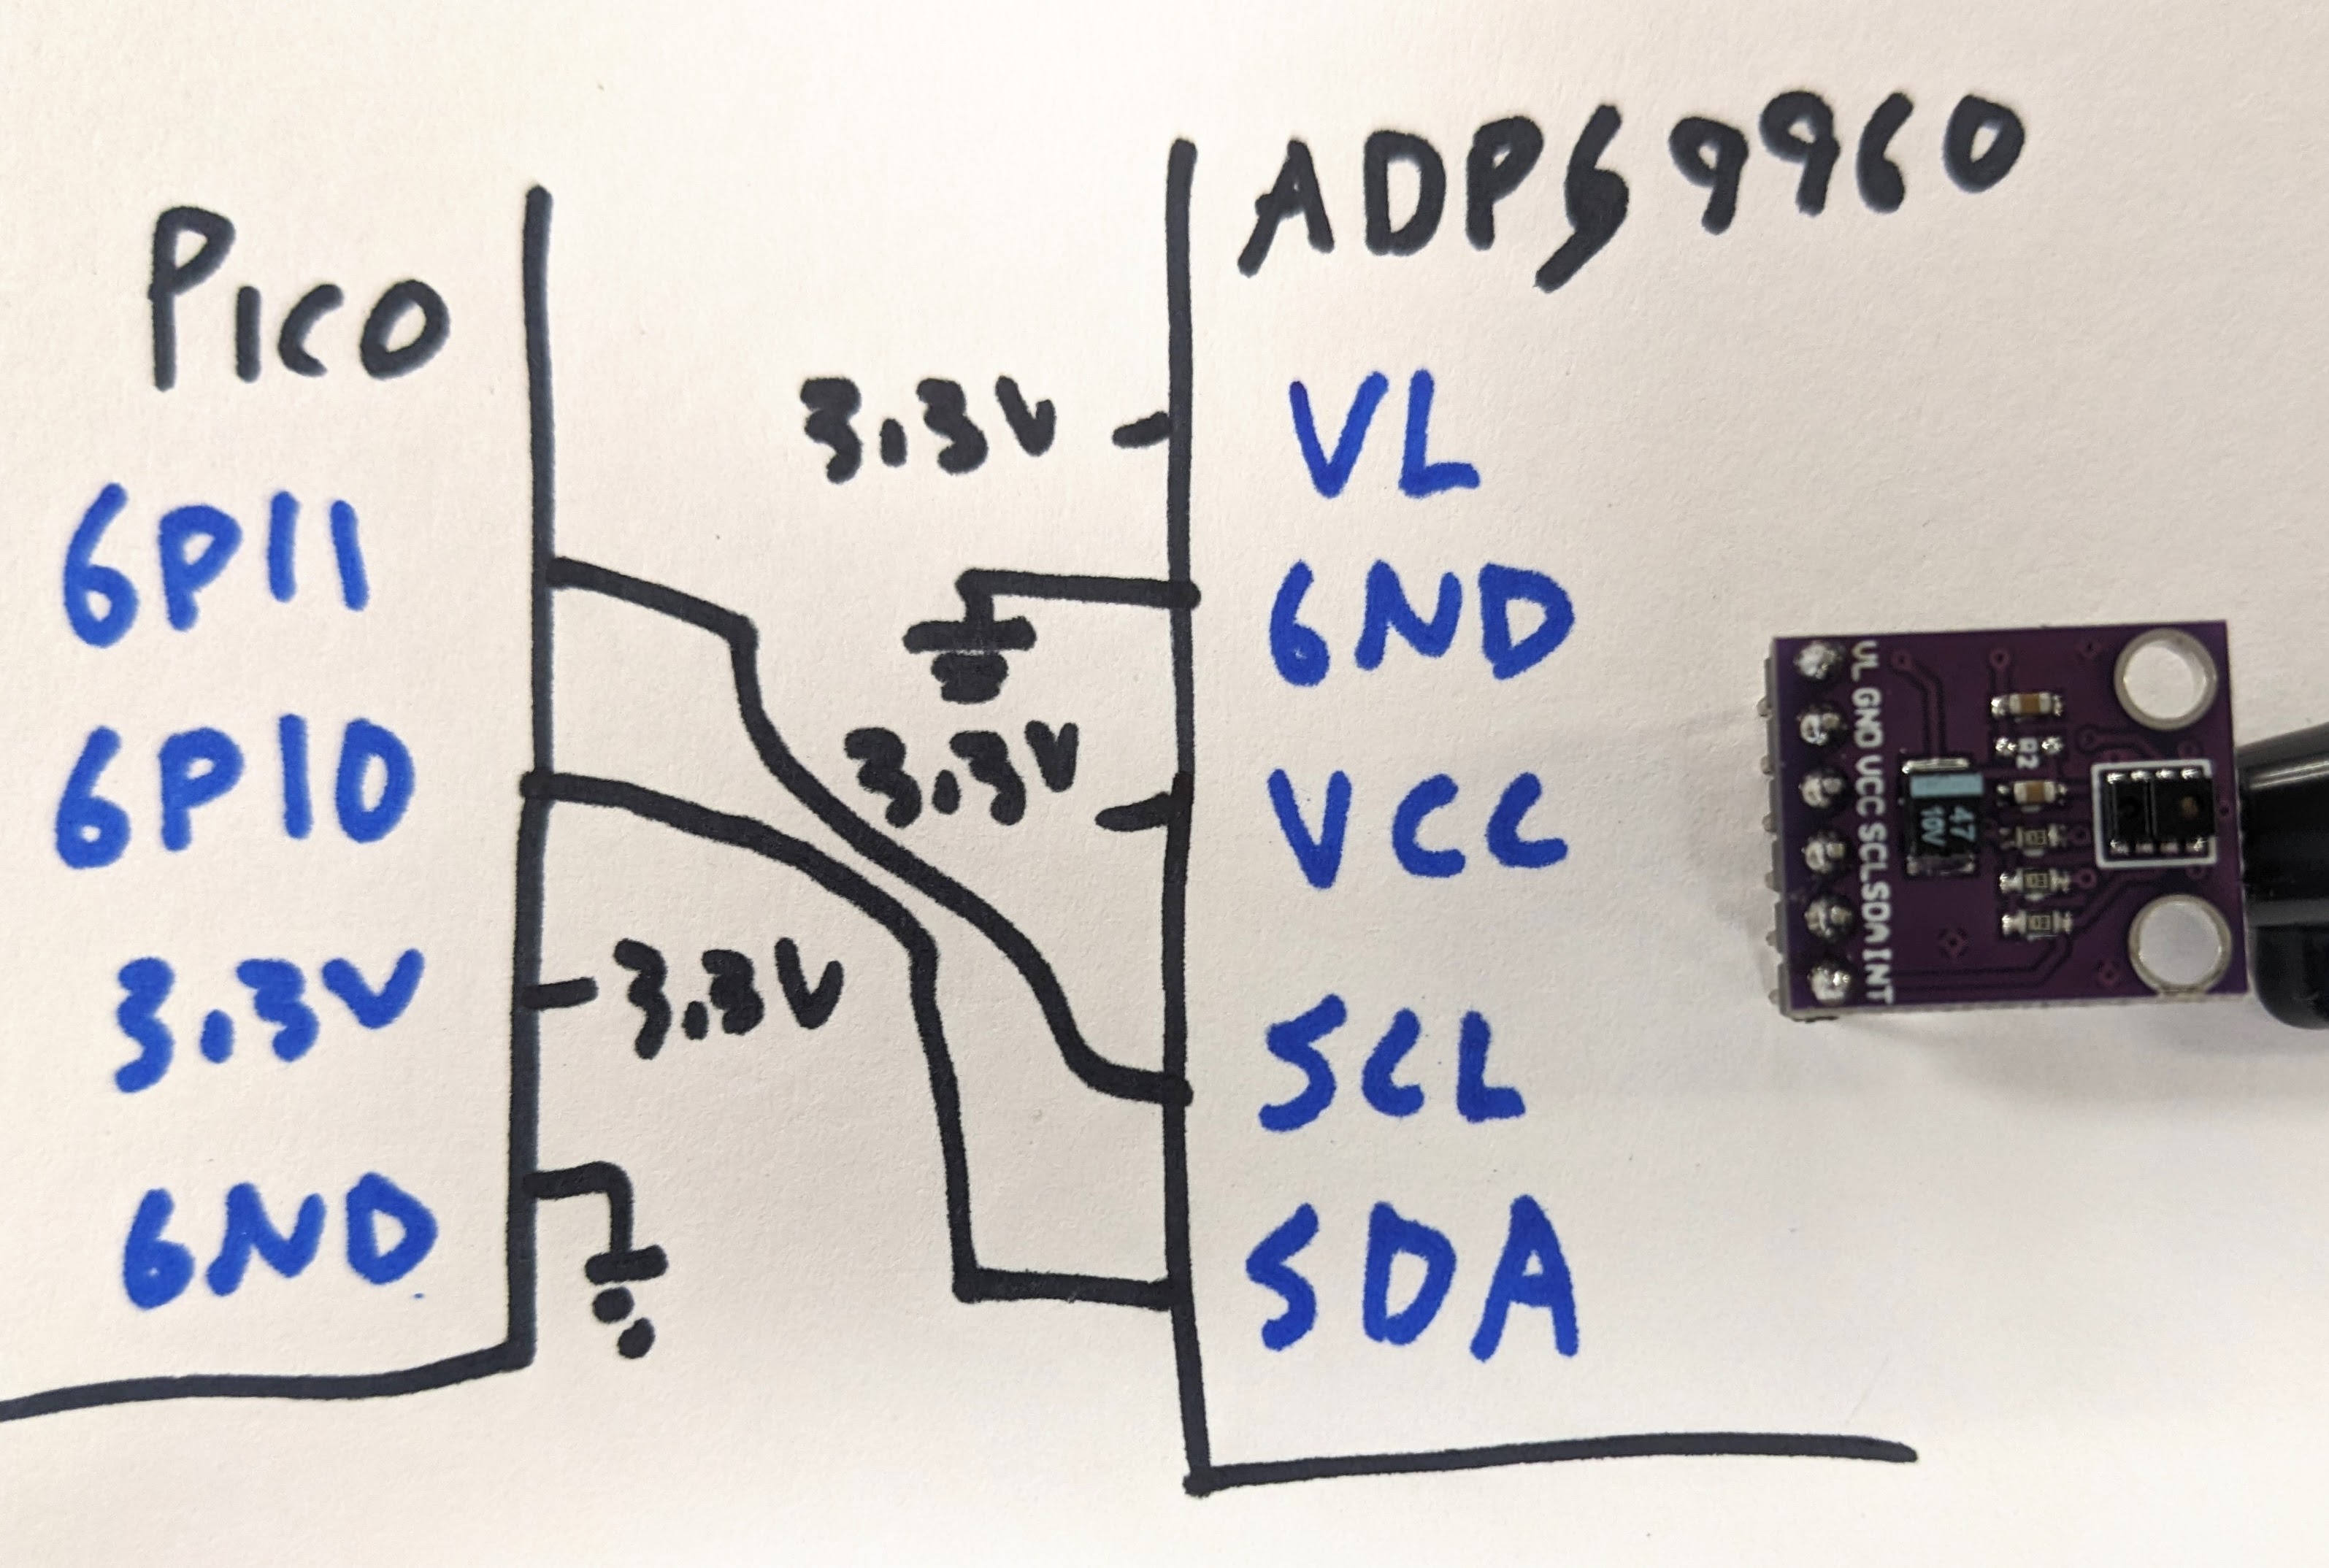 PICO
GP11
GP10
3.3V
GND
3.3V
3.3V
3.3V
ADPS9960
VL
GND
VCC
SCL
SDA
VL GND VCC SCL SDA INT
47
10V
R2